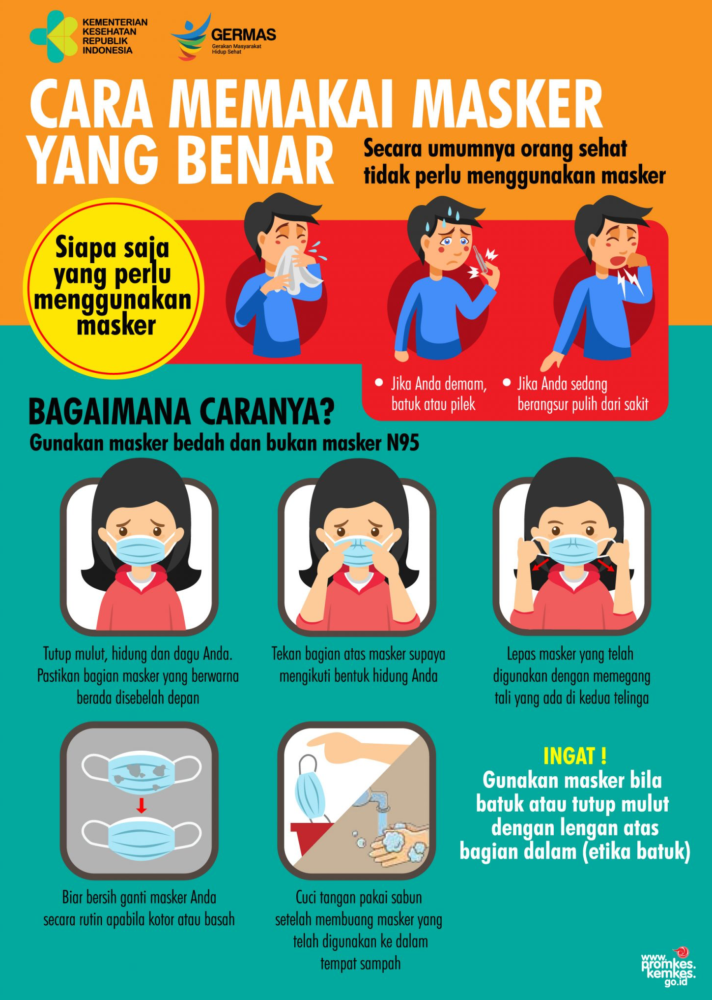 KEMENTERIAN
KESEHATAN
REPUBLIK
INDONESIA
GERMAS
Gerakan Masyarakat
Hidup Sehat
CARA MEMAKAI MASKER
YANG BENAR
Secara umumnya orang sehat
tidak perlu menggunakan masker
Siapa saja
yang perlu
menggunakan
masker
• Jika Anda demam,
batuk atau pilek
• Jika Anda sedang
berangsur pulih dari sakit
BAGAIMANA CARANYA?
Gunakan masker bedah dan bukan masker N95
Tutup mulut, hidung dan dagu Anda.
Pastikan bagian masker yang berwarna
berada disebelah depan
Tekan bagian atas masker supaya
mengikuti bentuk hidung Anda
Lepas masker yang telah
digunakan dengan memegang
tali yang ada di kedua telinga
Biar bersih ganti masker Anda
secara rutin apabila kotor atau basah
Cuci tangan pakai sabun
setelah membuang masker yang
telah digunakan ke dalam
tempat sampah
INGAT !
Gunakan masker bila
batuk atau tutup mulut
dengan lengan atas
bagian dalam (etika batuk)
www.
promkes.
kemkes.
go.id